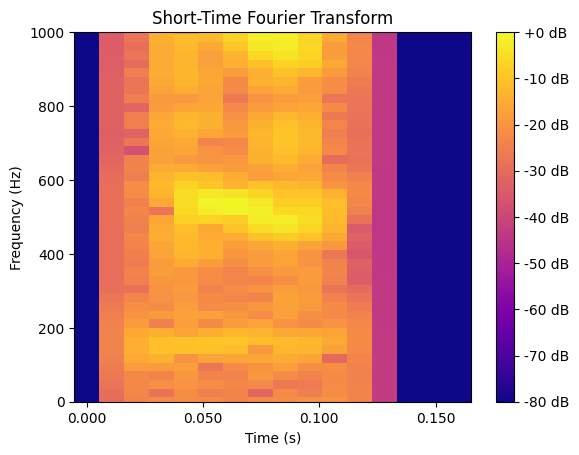 Short-Time Fourier Transform
1000
800
600
400
200
0
Frequency (Hz)
0.000
0.050
0.100
0.150
Time (s)
+0 dB
-10 dB
-20 dB
-30 dB
-40 dB
-50 dB
-60 dB
-70 dB
-80 dB